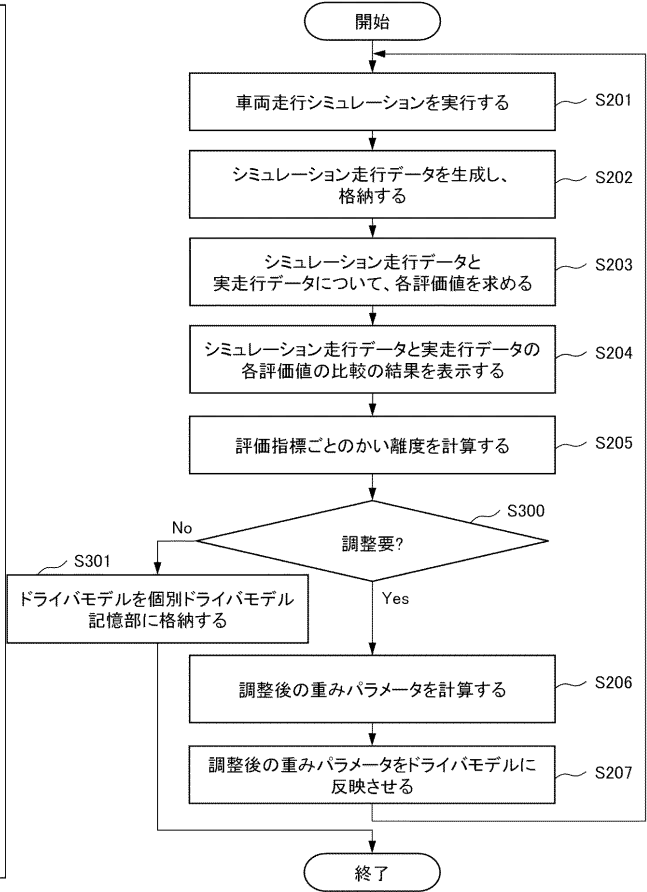 開始
車両走行シミュレーションを実行する
S201
シミュレーション走行データを生成し、
格納する
S202
シミュレーション走行データと
実走行データについて、各評価値を求める
S203
シミュレーション走行データと実走行データの
各評価値の比較の結果を表示する
S204
評価指標ごとのかい離度を計算する
S205
調整要?
S300
No
S301
ドライバモデルを個別ドライバモデル
記憶部に格納する
Yes
調整後の重みパラメータを計算する
S206
調整後の重みパラメータをドライバモデルに
反映させる
S207
終了